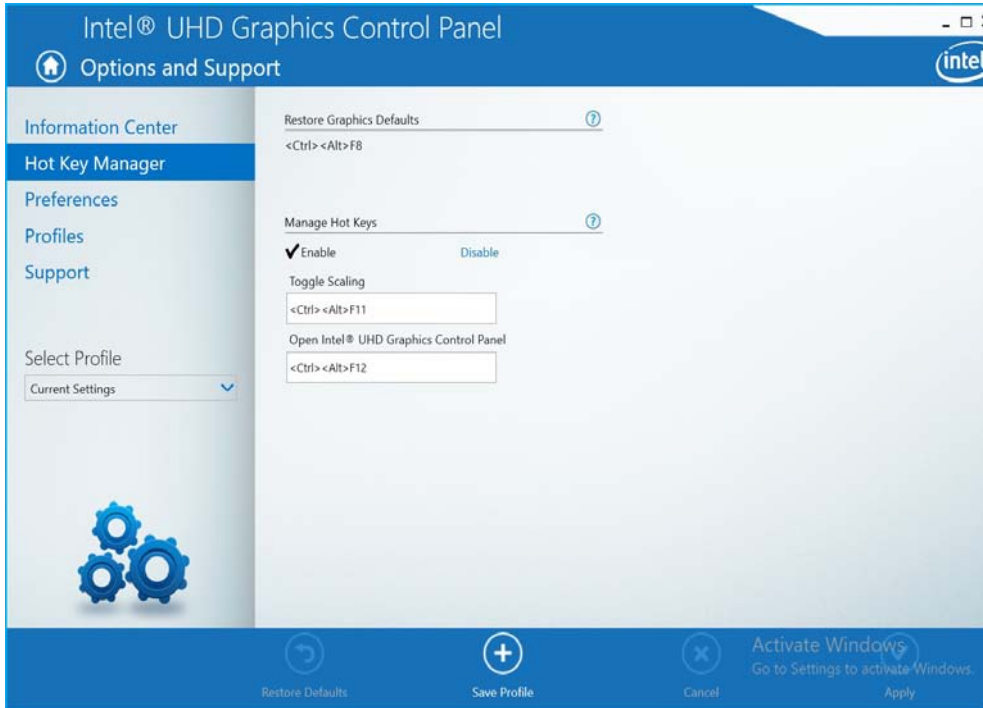 Intel® UHD Graphics Control Panel
Options and Support
intel
Information Center
Hot Key Manager
Preferences
Profiles
Support
Select Profile
Current Settings
Restore Graphics Defaults
<Ctrl><Alt>F8
Manage Hot Keys
Enable
Disable
Toggle Scaling
<Ctrl><Alt>F11
Open Intel® UHD Graphics Control Panel
<Ctrl><Alt>F12
Restore Defaults
Save Profile
Cancel
Apply
Activate Windows
Go to Settings to activate Windows.